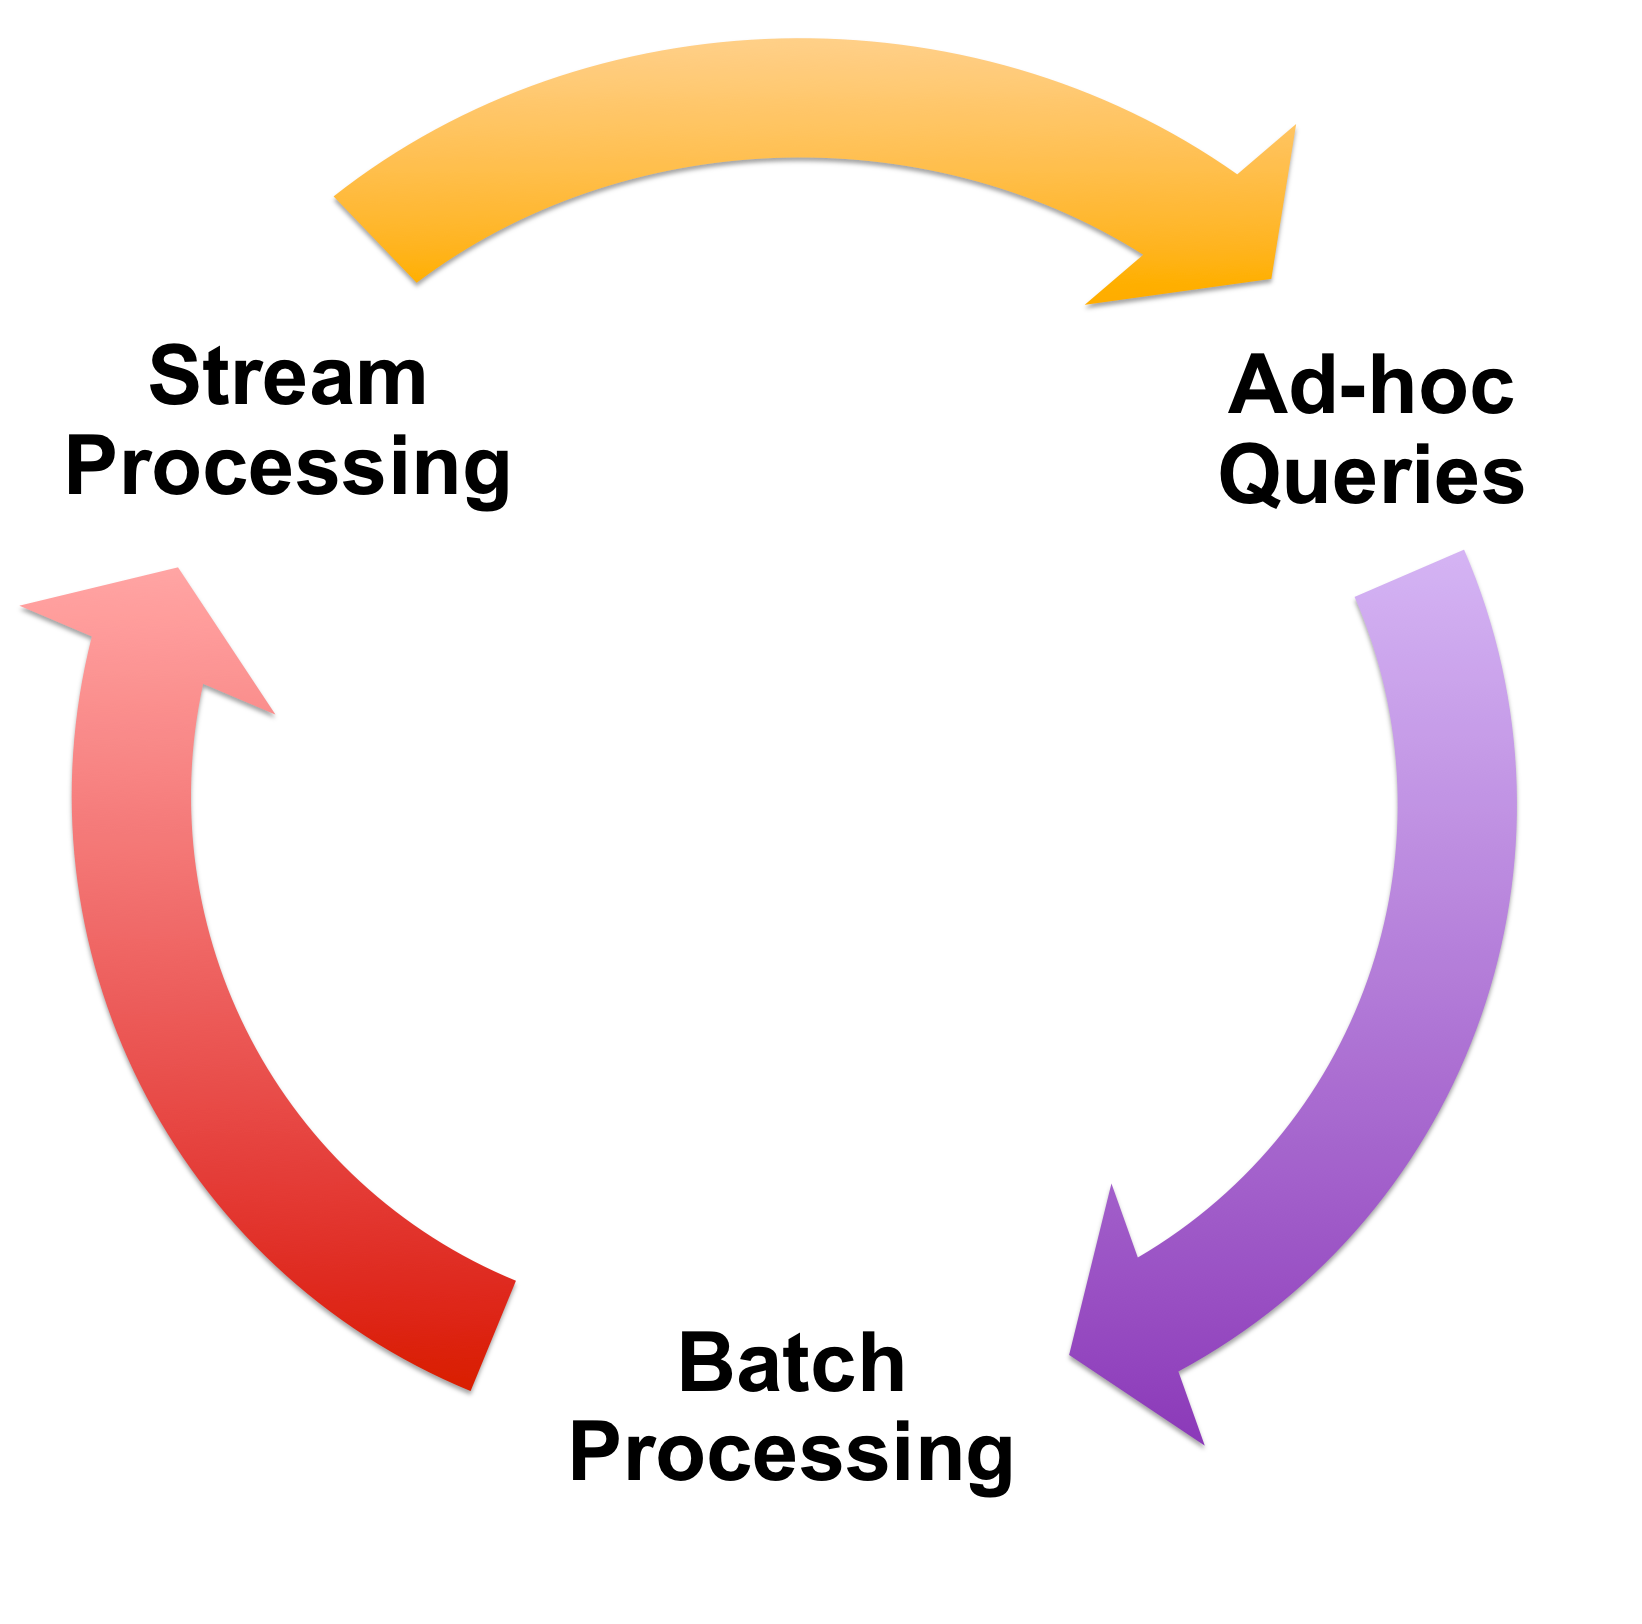 Stream
Processing
Ad-hoc
Queries
Batch
Processing